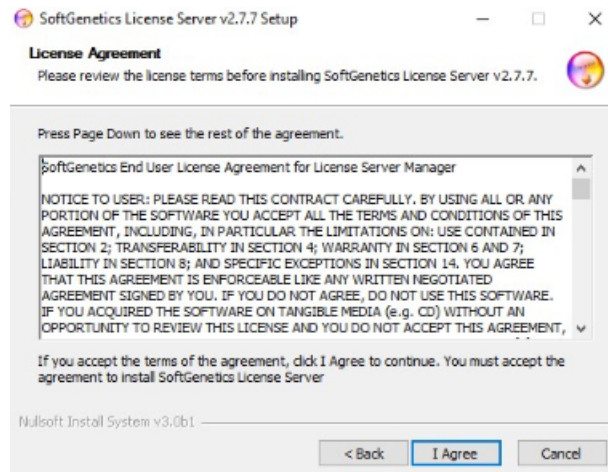 SoftGenetics License Server v2.7.7 Setup
License Agreement
Please review the license terms before installing SoftGenetics License Server v2.7.7.
Press Page Down to see the rest of the agreement.
SoftGenetics End User License Agreement for License Server Manager
NOTICE TO USER: PLEASE READ THIS CONTRACT CAREFULLY. BY USING ALL OR ANY
PORTION OF THE SOFTWARE YOU ACCEPT ALL THE TERMS AND CONDITIONS OF THIS
AGREEMENT, INCLUDING, IN PARTICULAR THE LIMITATIONS ON: USE CONTAINED IN
SECTION 2; TRANSFERABILITY IN SECTION 4; WARRANTY IN SECTION 6 AND 7;
LIABILITY IN SECTION 8; AND SPECIFIC EXCEPTIONS IN SECTION 14. YOU AGREE
THAT THIS AGREEMENT IS ENFORCEABLE LIKE ANY WRITTEN NEGOTIATED
AGREEMENT SIGNED BY YOU. IF YOU DO NOT AGREE, DO NOT USE THIS SOFTWARE.
IF YOU ACQUIRED THE SOFTWARE ON TANGIBLE MEDIA (e.g. CD) WITHOUT AN
OPPORTUNITY TO REVIEW THIS LICENSE AND YOU DO NOT ACCEPT THIS AGREEMENT,
If you accept the terms of the agreement, click I Agree to continue. You must accept the
agreement to install SoftGenetics License Server
Nullsoft Install System v3.0b1
< Back I Agree Cancel